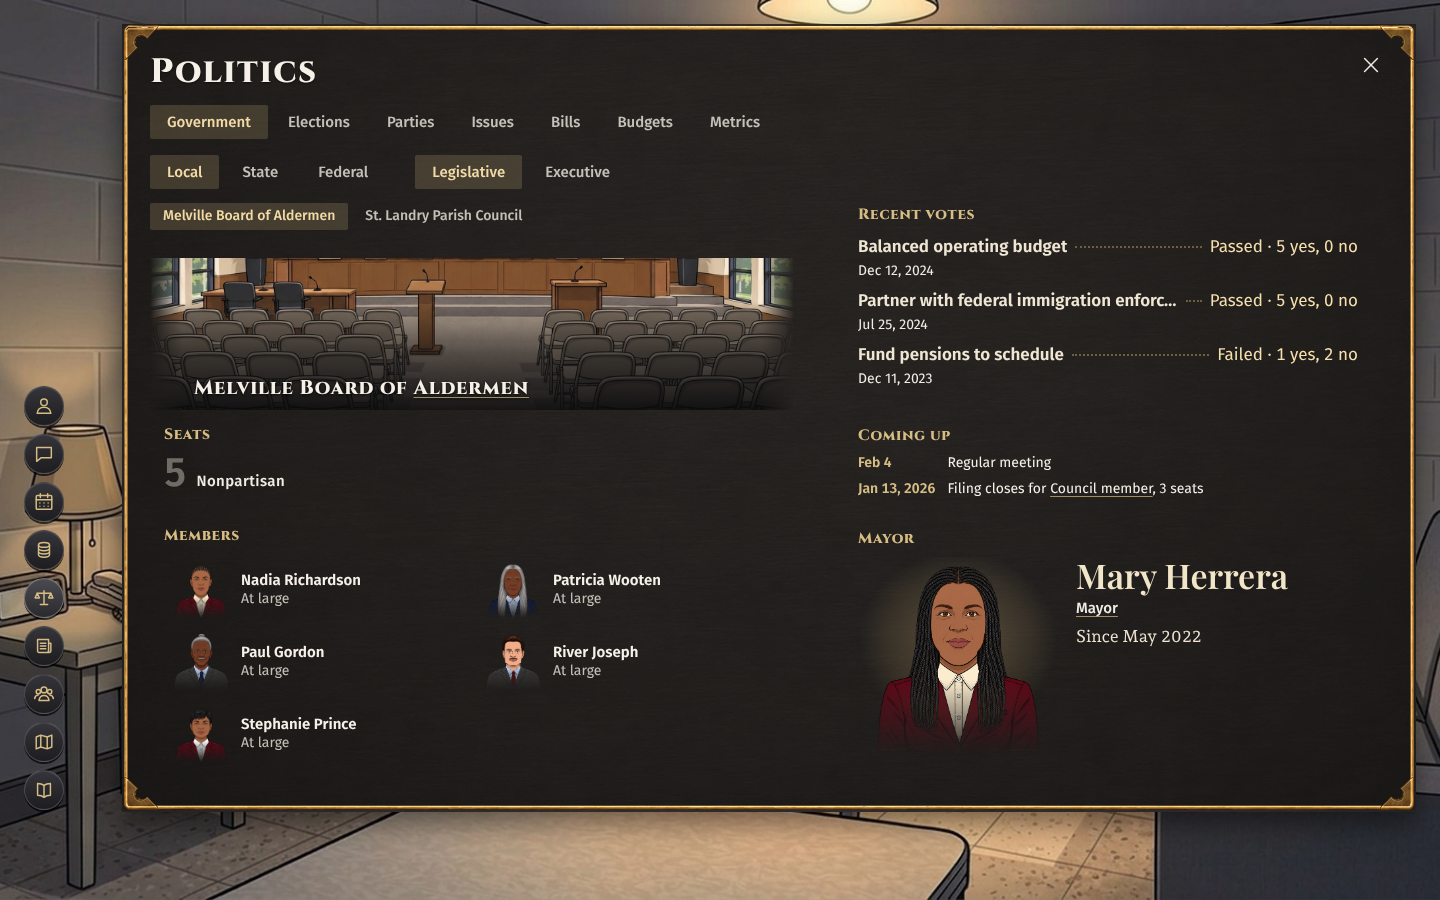 Politics
Government Elections Parties Issues Bills Budgets Metrics
Local State Federal Legislative Executive
Melville Board of Aldermen St. Landry Parish Council
Melville Board of Aldermen
Seats
5 Nonpartisan
Members
Nadia Richardson
At large
Patricia Wooten
At large
Paul Gordon
At large
River Joseph
At large
Stephanie Prince
At large
Recent votes
Balanced operating budget Passed · 5 yes, 0 no
Dec 12, 2024
Partner with federal immigration enforc... Passed · 5 yes, 0 no
Jul 25, 2024
Fund pensions to schedule Failed · 1 yes, 2 no
Dec 11, 2023
Coming up
Feb 4 Regular meeting
Jan 13, 2026 Filing closes for Council member, 3 seats
Mayor
Mary Herrera
Mayor
Since May 2022